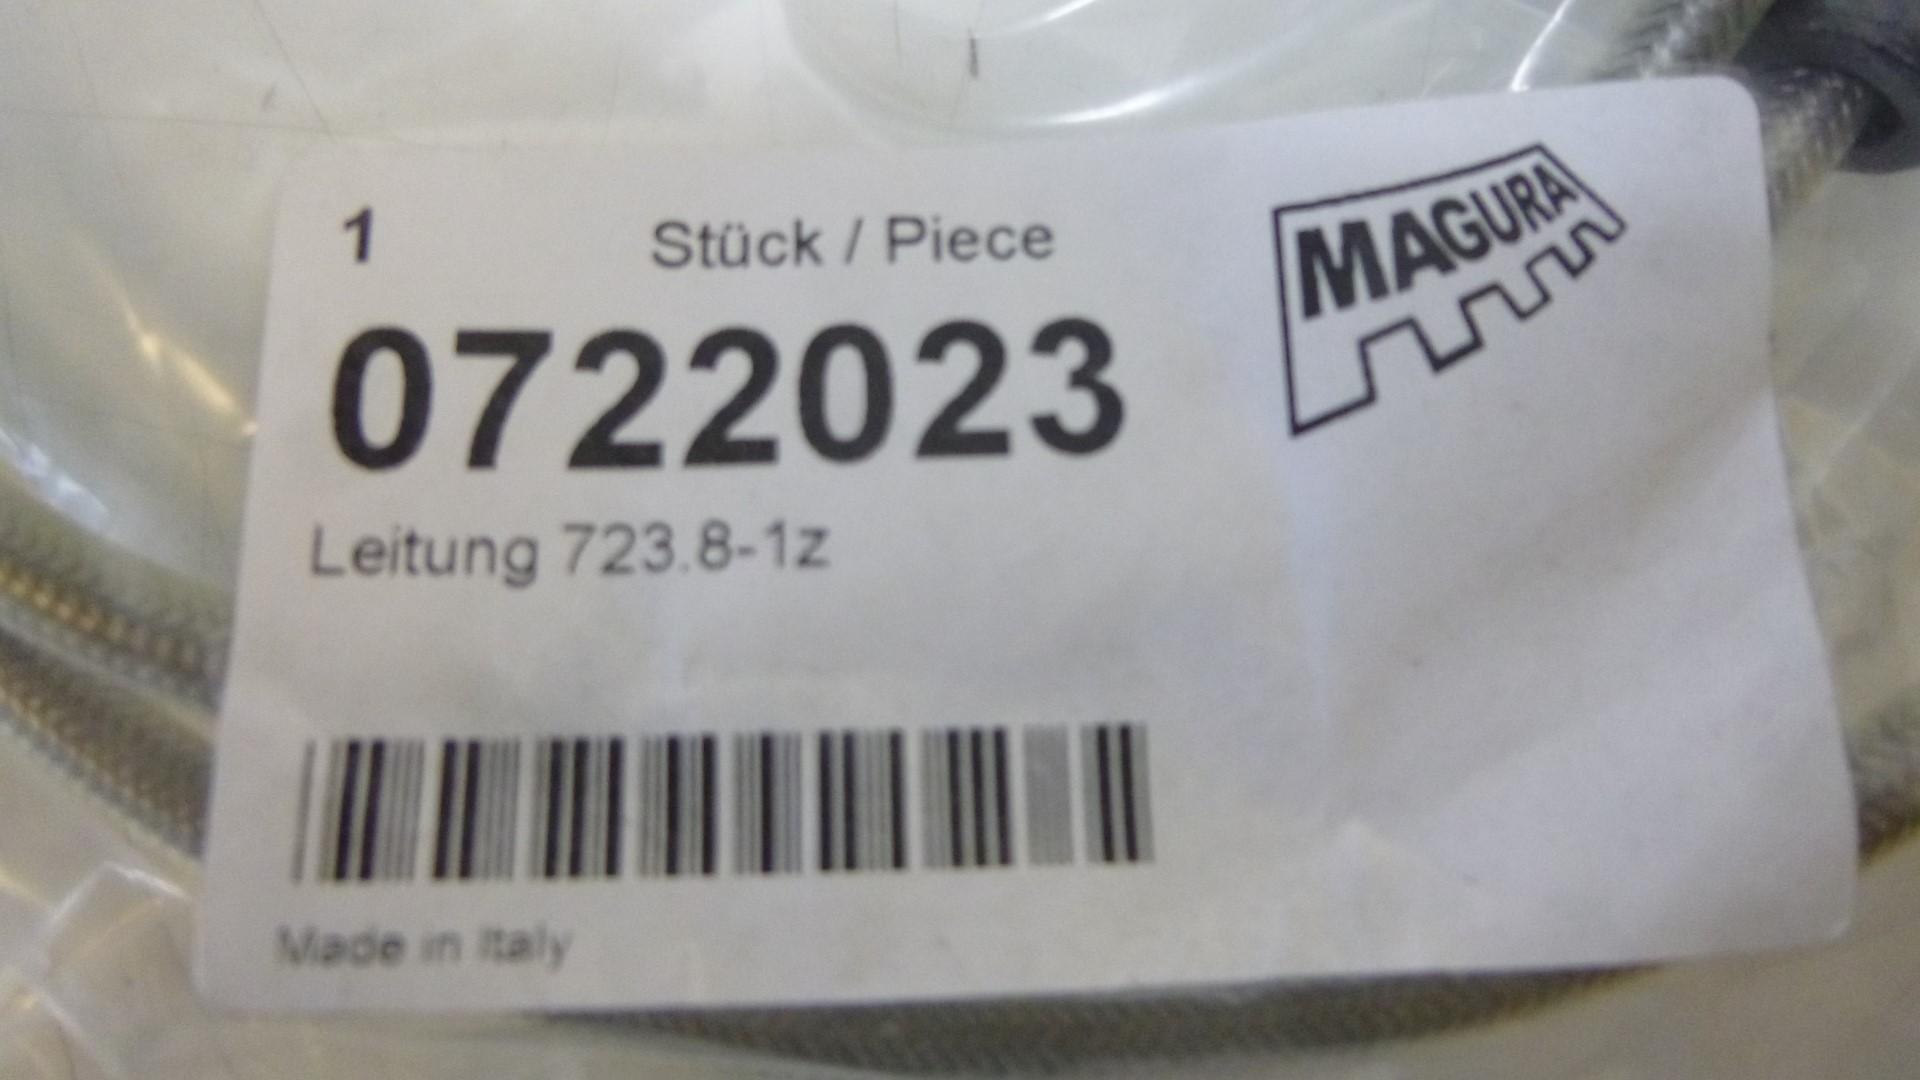 1 Stück / Piece
MAGURA
0722023
Leitung 723.8-1z
Made in Italy